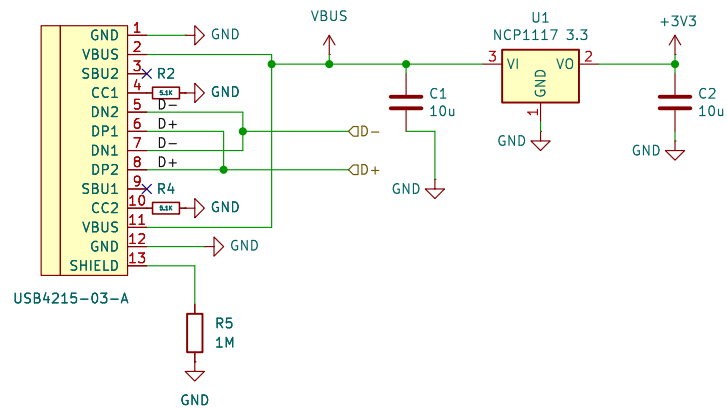 VBUS
U1
NCP1117 3.3
+3V3
GND 1 GND
VBUS 2
SBU2 3 R2
CC1 4 5.1K GND
DN2 5 D-
DP1 6 D+
DN1 7 D-
DP2 8 D+
SBU1 9 R4
CC2 10 5.1K GND
VBUS 11
GND 12 GND
SHIELD 13
D-
D+
C1
10u
GND
3 VI VO 2
GND
1
GND
C2
10u
GND
USB4215-03-A
R5
1M
GND